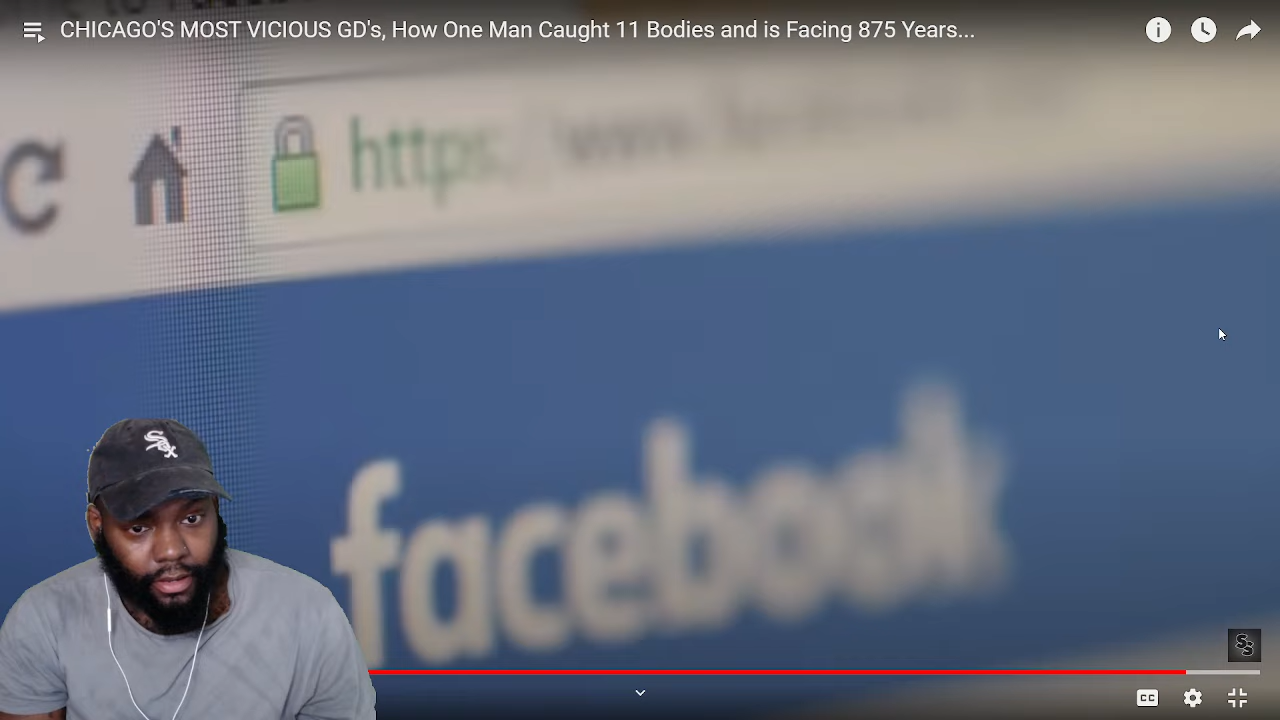 CHICAGO'S MOST VICIOUS GD's, How One Man Caught 11 Bodies and is Facing 875 Years...
https://www.
facebook
Sox
CC